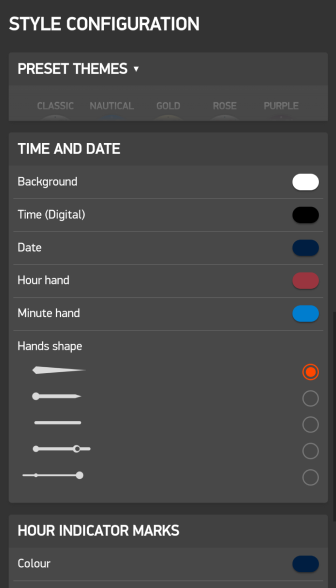 STYLE CONFIGURATION
PRESET THEMES
CLASSIC NAUTICAL GOLD ROSE PURPLE
TIME AND DATE
Background
Time (Digital)
Date
Hour hand
Minute hand
Hands shape
HOUR INDICATOR MARKS
Colour